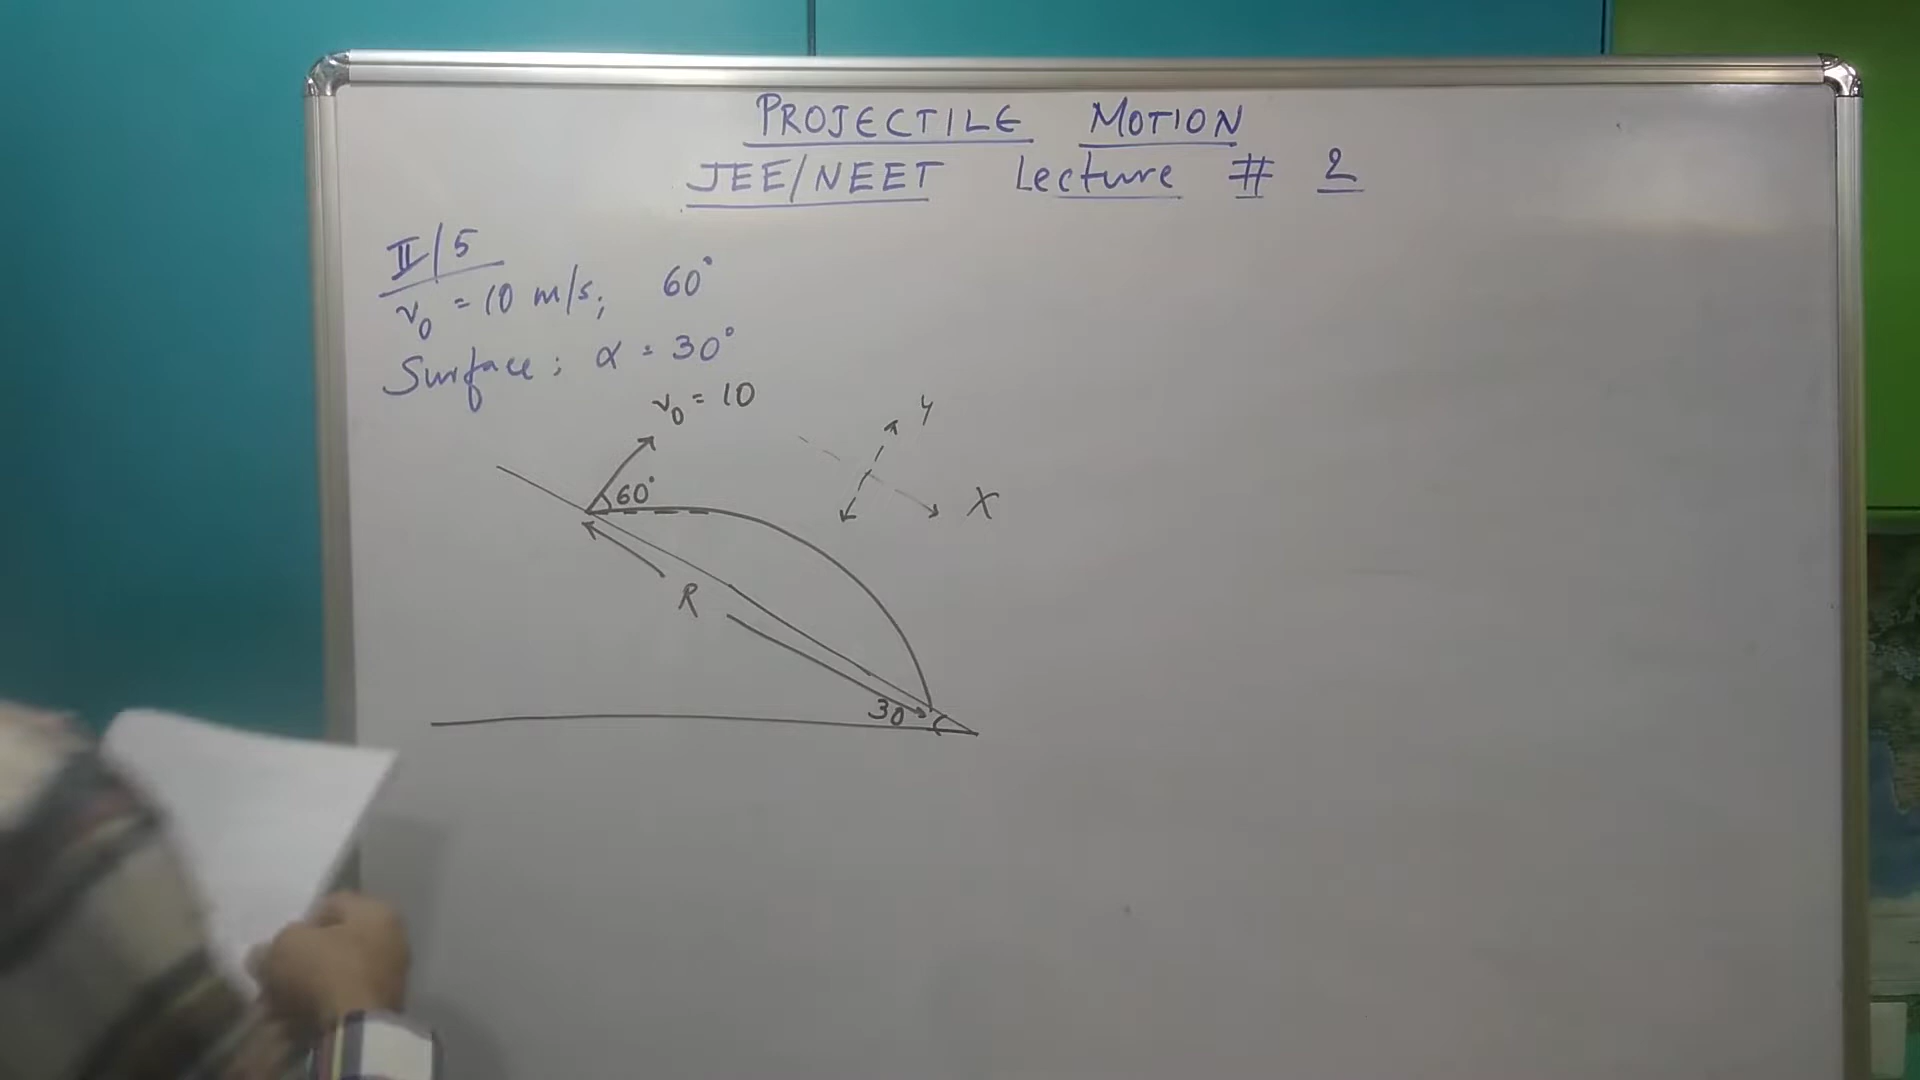 PROJECTILE MOTION
JEE/NEET Lecture # 2
II/5
v₀ = 10 m/s; 60°
Surface; α = 30°
v₀ = 10
60°
Y
X
R
30